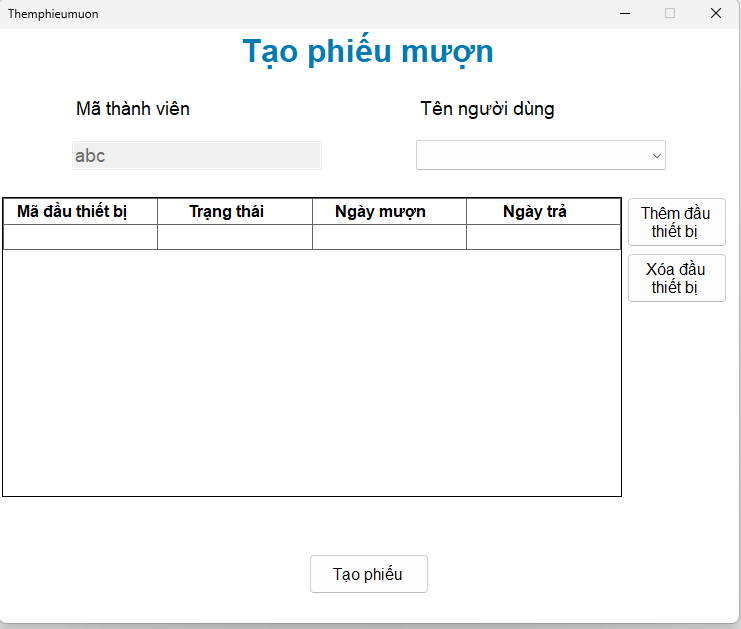 Themphieumuon
Tạo phiếu mượn
Mã thành viên
Tên người dùng
abc
Mã đầu thiết bị
Trạng thái
Ngày mượn
Ngày trả
Thêm đầu
thiết bị
Xóa đầu
thiết bị
Tạo phiếu